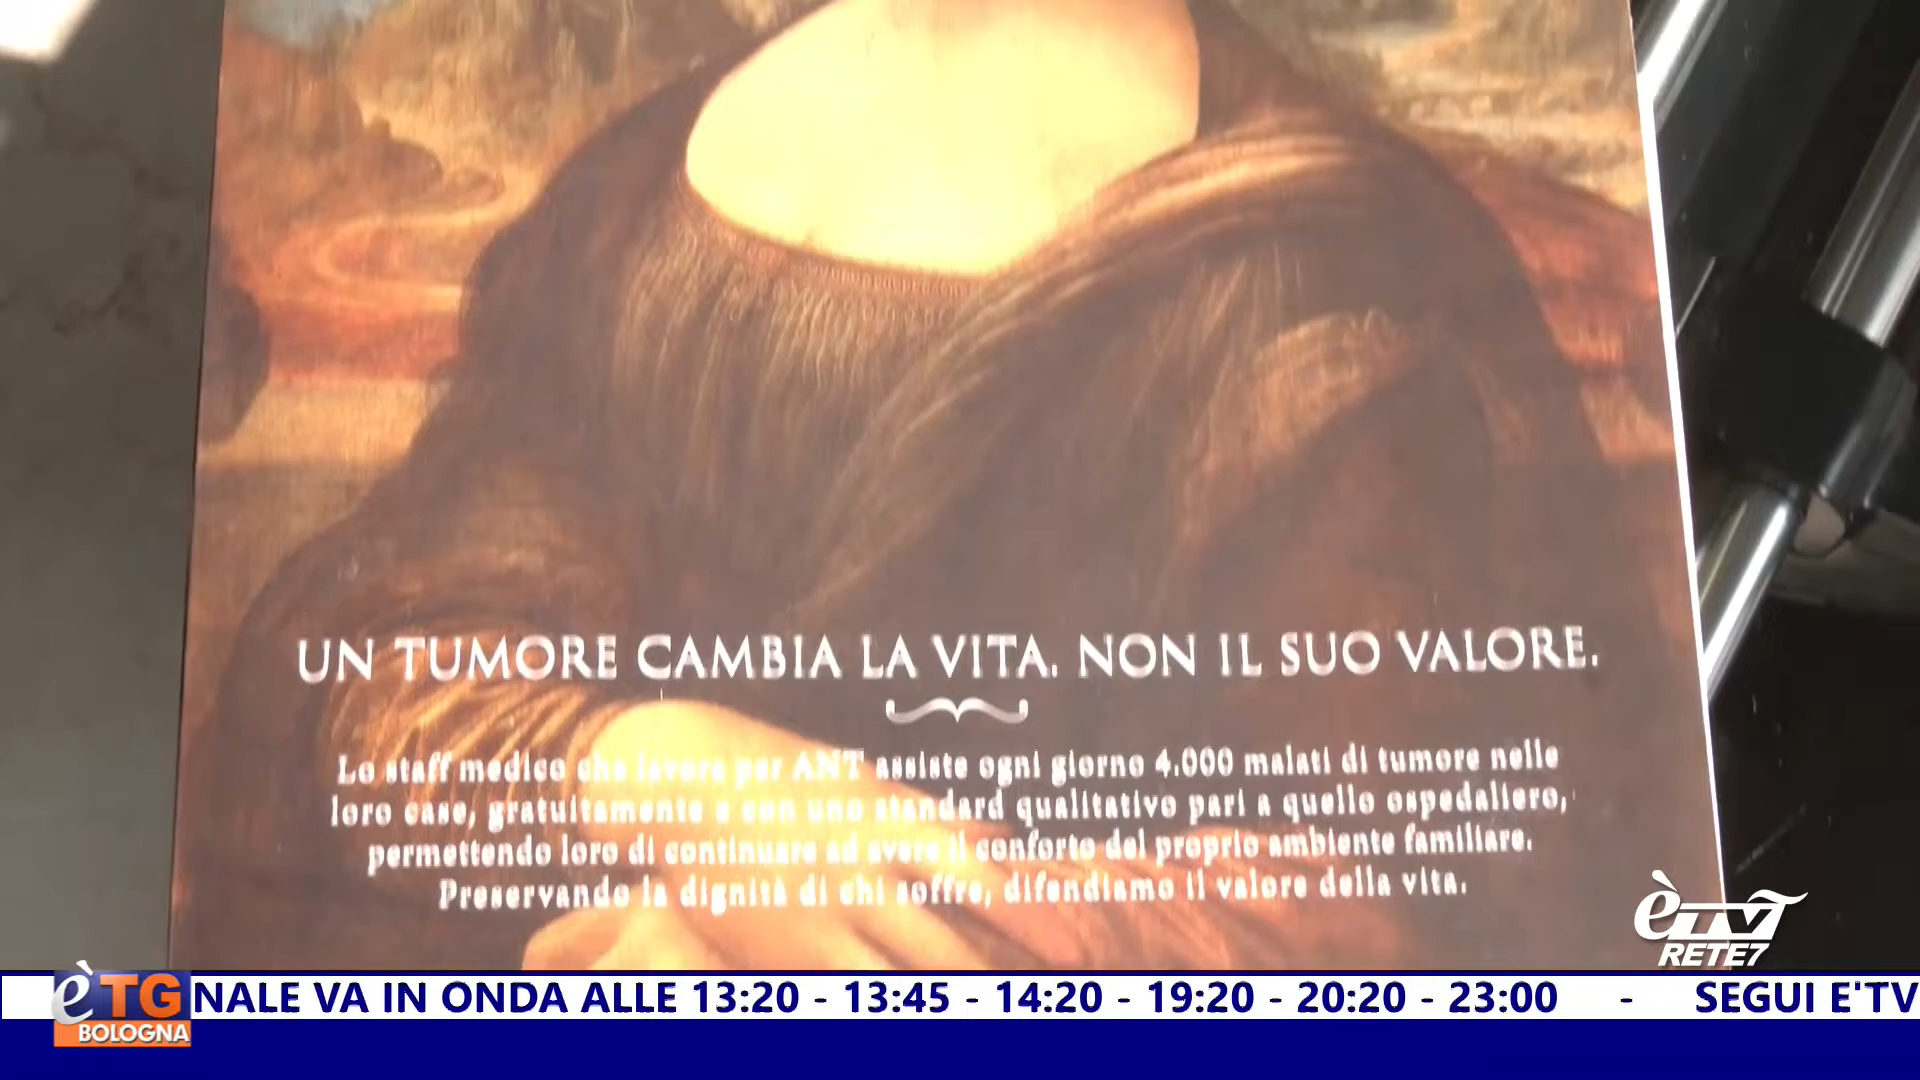 UN TUMORE CAMBIA LA VITA. NON IL SUO VALORE.
Lo staff medico che lavora per ANT assiste ogni giorno 4.000 malati di tumore nelle
loro case, gratuitamente e con uno standard qualitativo pari a quello ospedaliero,
permettendo loro di continuare ad avere il conforto del proprio ambiente familiare.
Preservando la dignità di chi soffre, difendiamo il valore della vita.
èTV
RETE7
èTG
BOLOGNA
NALE VA IN ONDA ALLE 13:20 - 13:45 - 14:20 - 19:20 - 20:20 - 23:00 - SEGUI E'TV